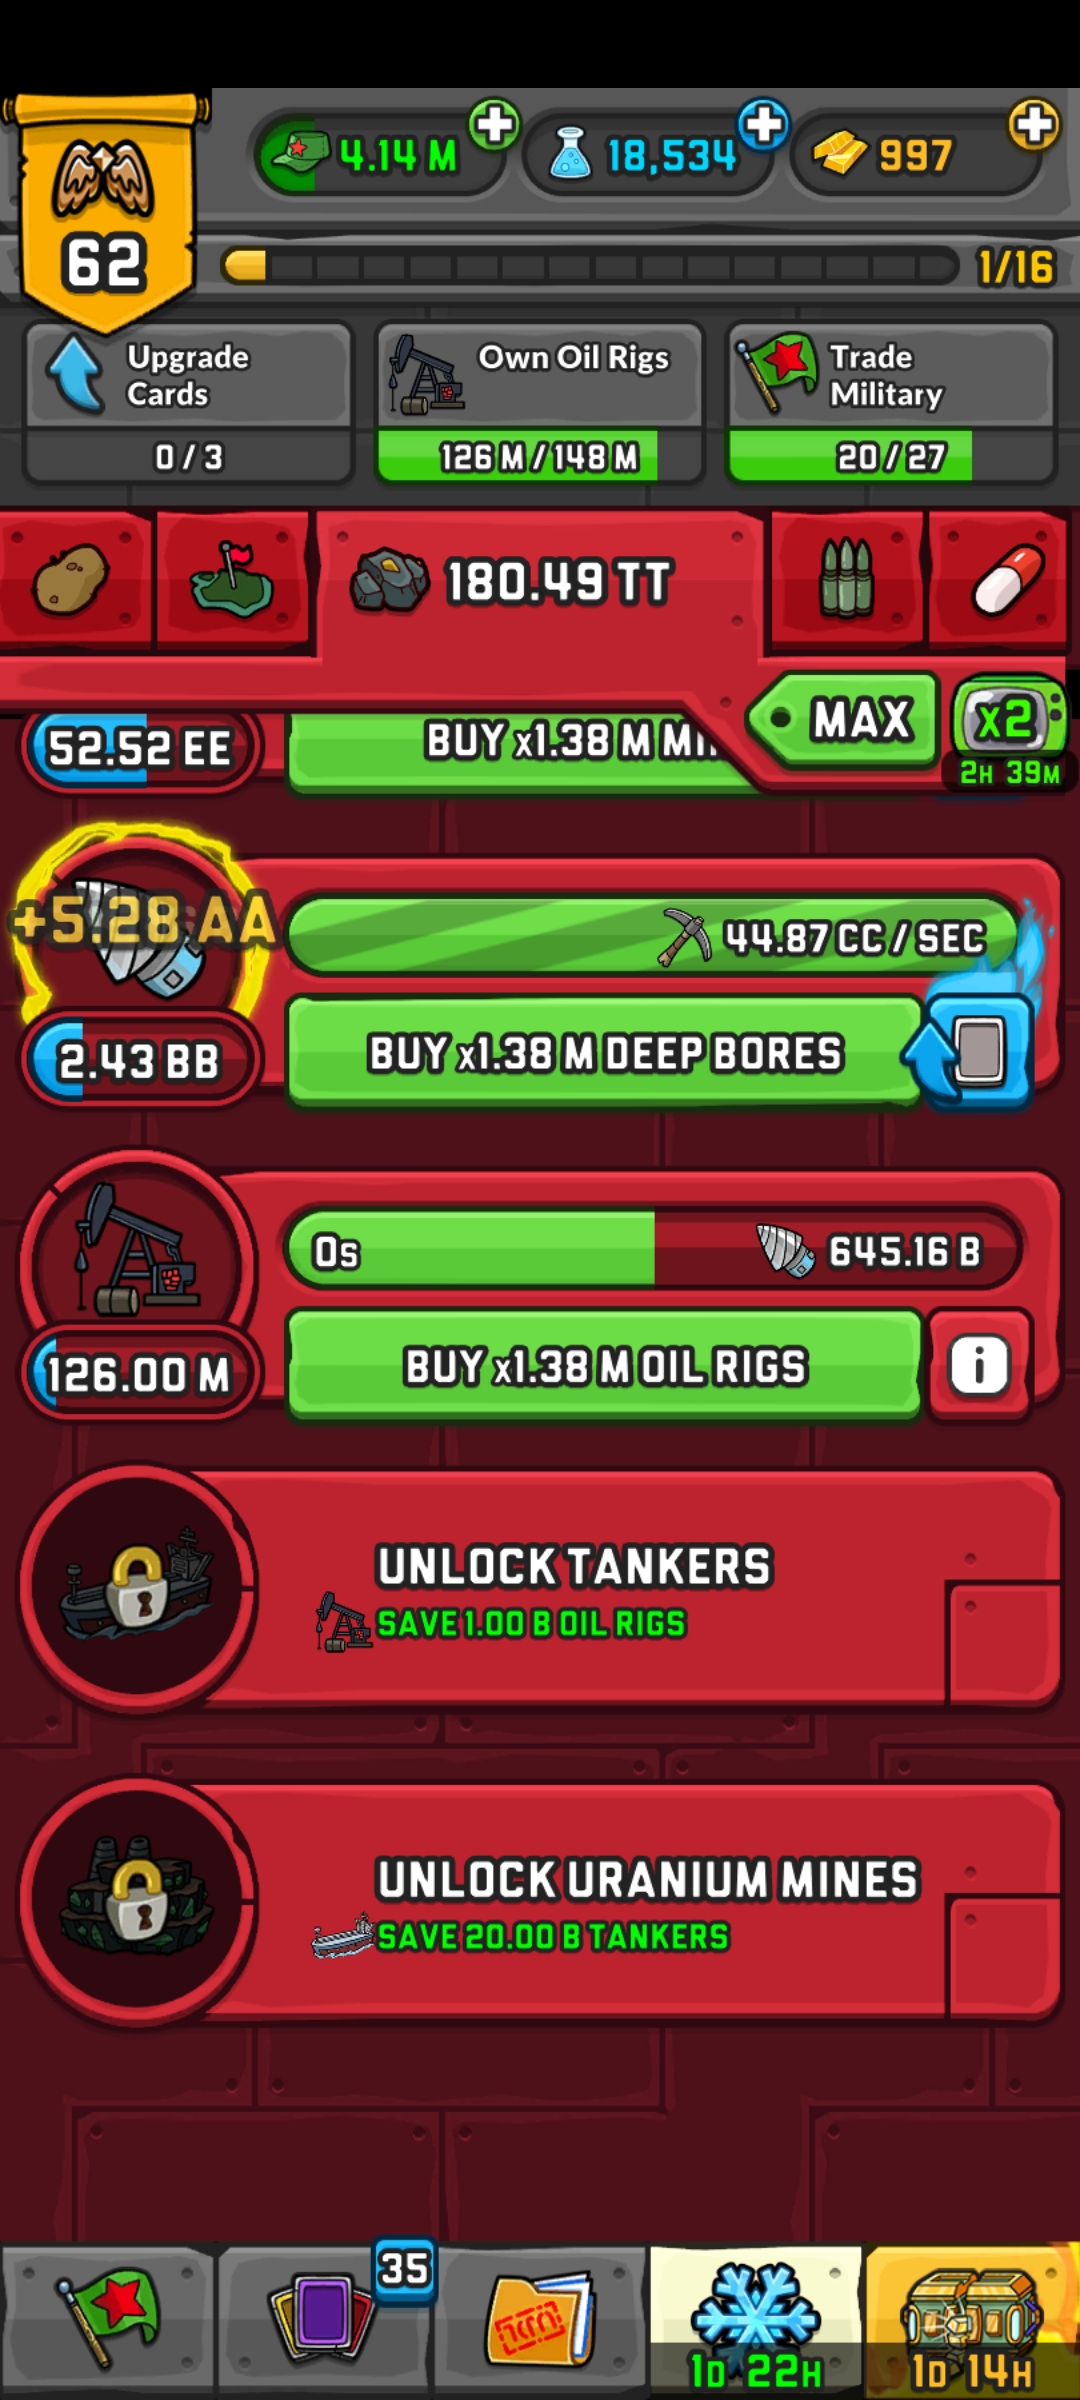 4.14 M
18,534
997
62
1/16
Upgrade
Cards
0 / 3
Own Oil Rigs
126 M / 148 M
Trade
Military
20 / 27
180.49 TT
MAX
x2
2H 39M
52.52 EE
BUY x1.38 M
+5.28 AA
44.87 CC / SEC
2.43 BB
BUY x1.38 M DEEP BORES
0s
645.16 B
126.00 M
BUY x1.38 M OIL RIGS
i
UNLOCK TANKERS
SAVE 1.00 B OIL RIGS
UNLOCK URANIUM MINES
SAVE 20.00 B TANKERS
35
1D 22H
1D 14H